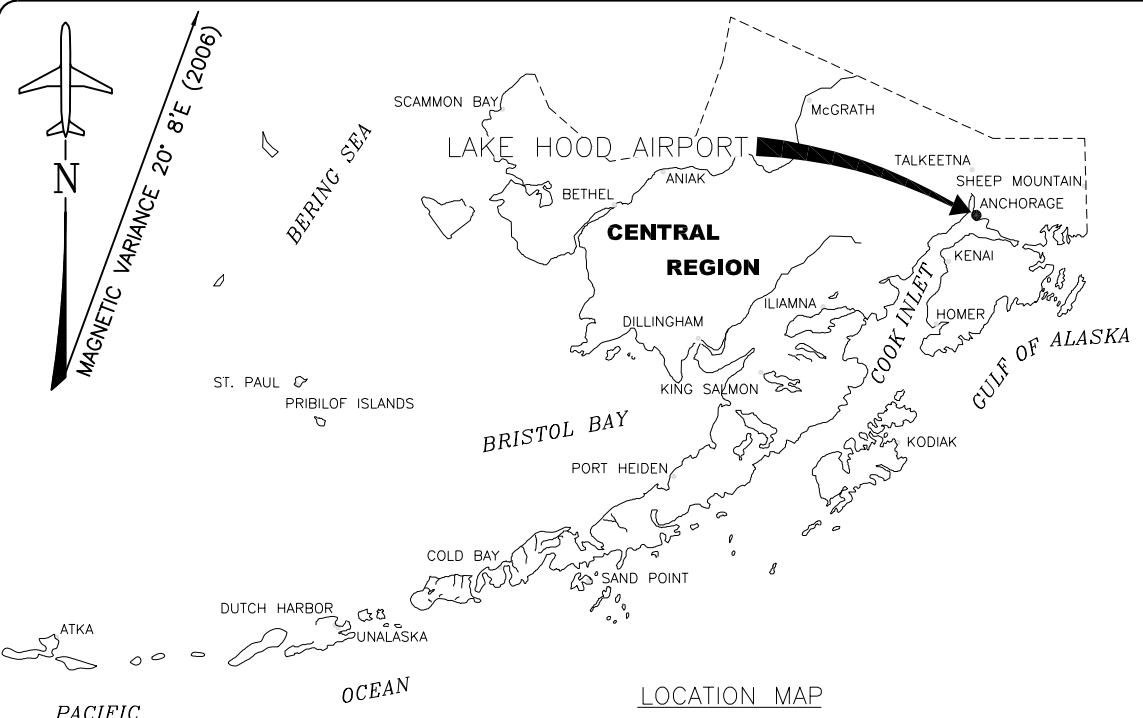 N
MAGNETIC VARIANCE 20° 8'E (2006)
BERING SEA
SCAMMON BAY
McGRATH
LAKE HOOD AIRPORT
TALKEETNA
ANIAK
SHEEP MOUNTAIN
BETHEL
ANCHORAGE
CENTRAL
REGION
KENAI
ILIAMNA
COOK INLET
HOMER
DILLINGHAM
GULF OF ALASKA
ST. PAUL
KING SALMON
PRIBILOF ISLANDS
BRISTOL BAY
KODIAK
PORT HEIDEN
COLD BAY
SAND POINT
DUTCH HARBOR
ATKA
UNALASKA
OCEAN
LOCATION MAP
PACIFIC